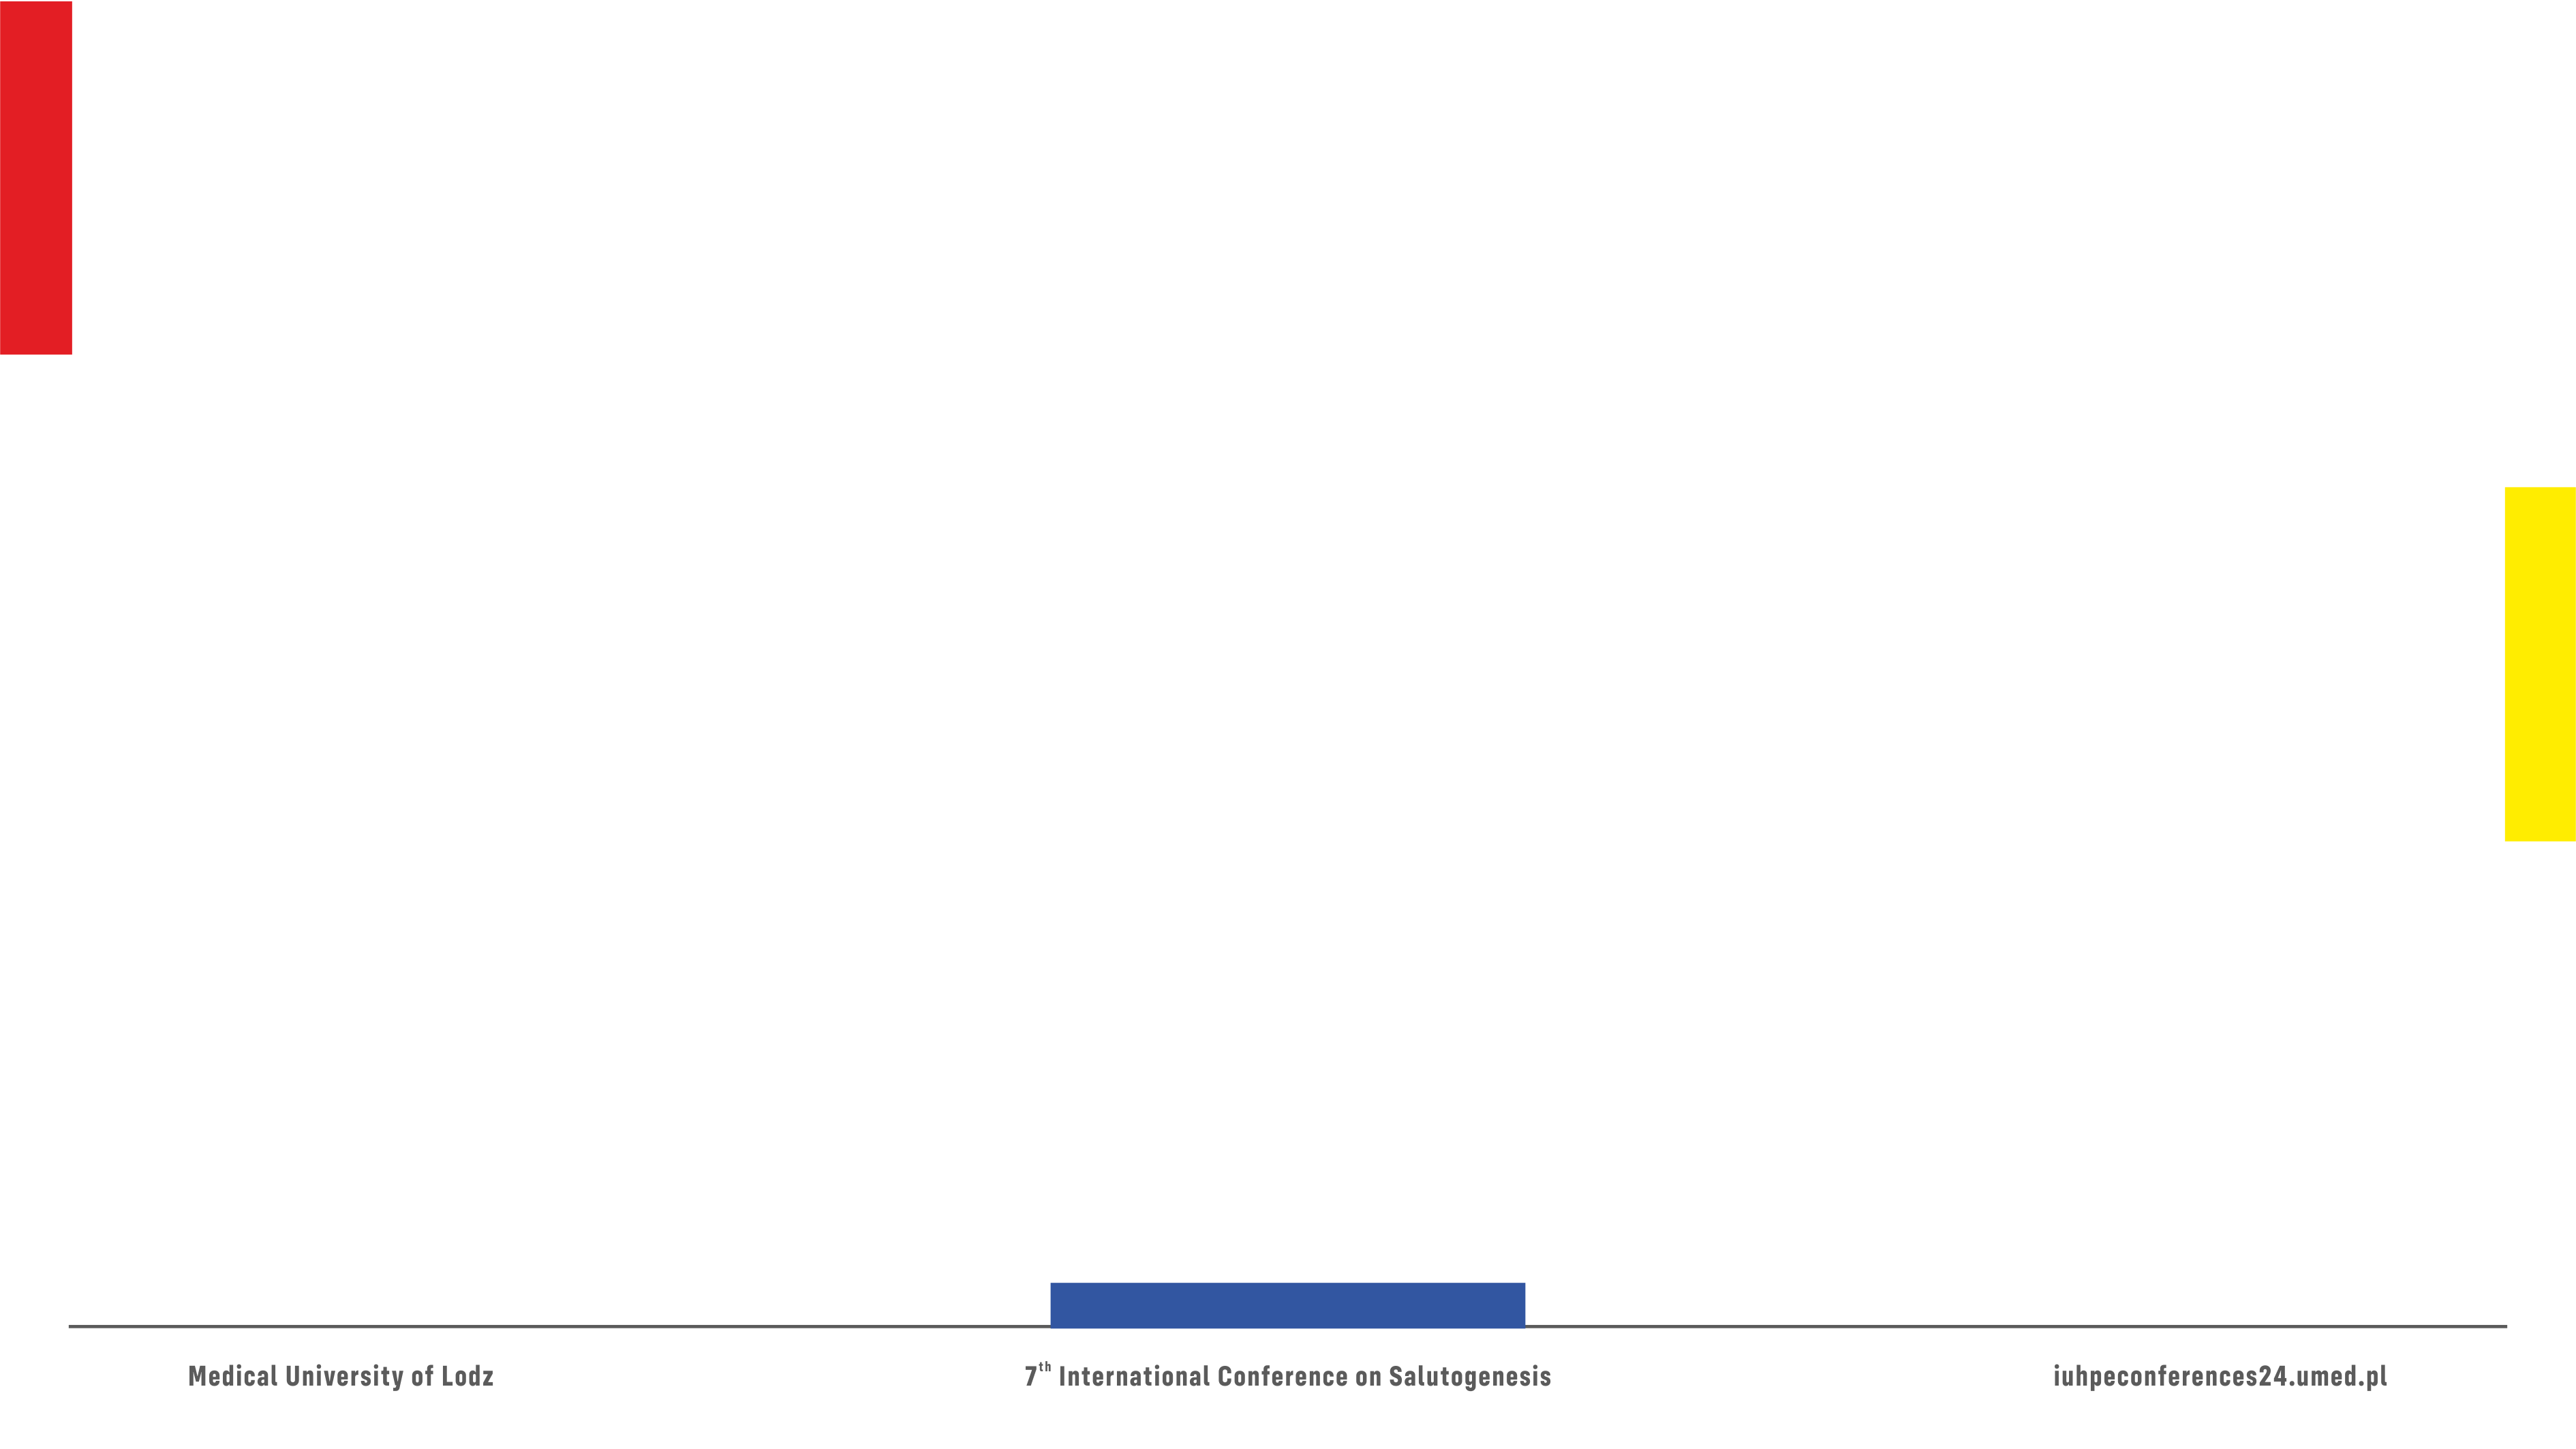 Medical University of Lodz
7th International Conference on Salutogenesis
iuhpeconferences24.umed.pl